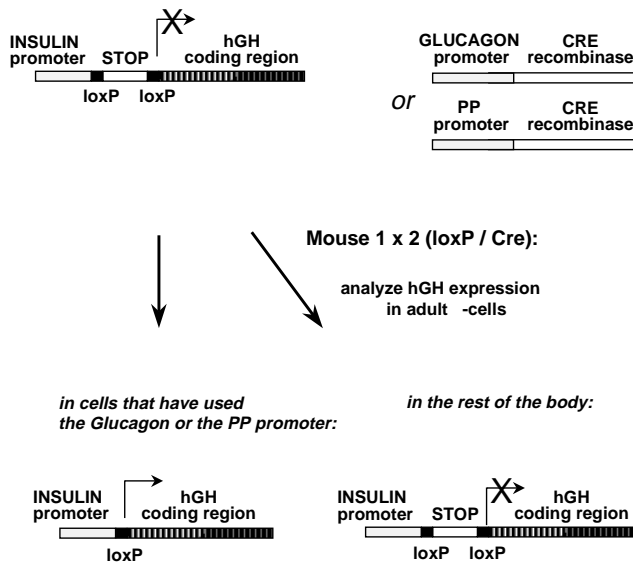 INSULIN
promoter
STOP
hGH
coding region
loxP loxP
GLUCAGON
promoter
CRE
recombinase
or
PP
promoter
CRE
recombinase
Mouse 1 x 2 (loxP / Cre):
analyze hGH expression
in adult -cells
in cells that have used
the Glucagon or the PP promoter:
in the rest of the body:
INSULIN
promoter
hGH
coding region
loxP
INSULIN
promoter
STOP
hGH
coding region
loxP loxP